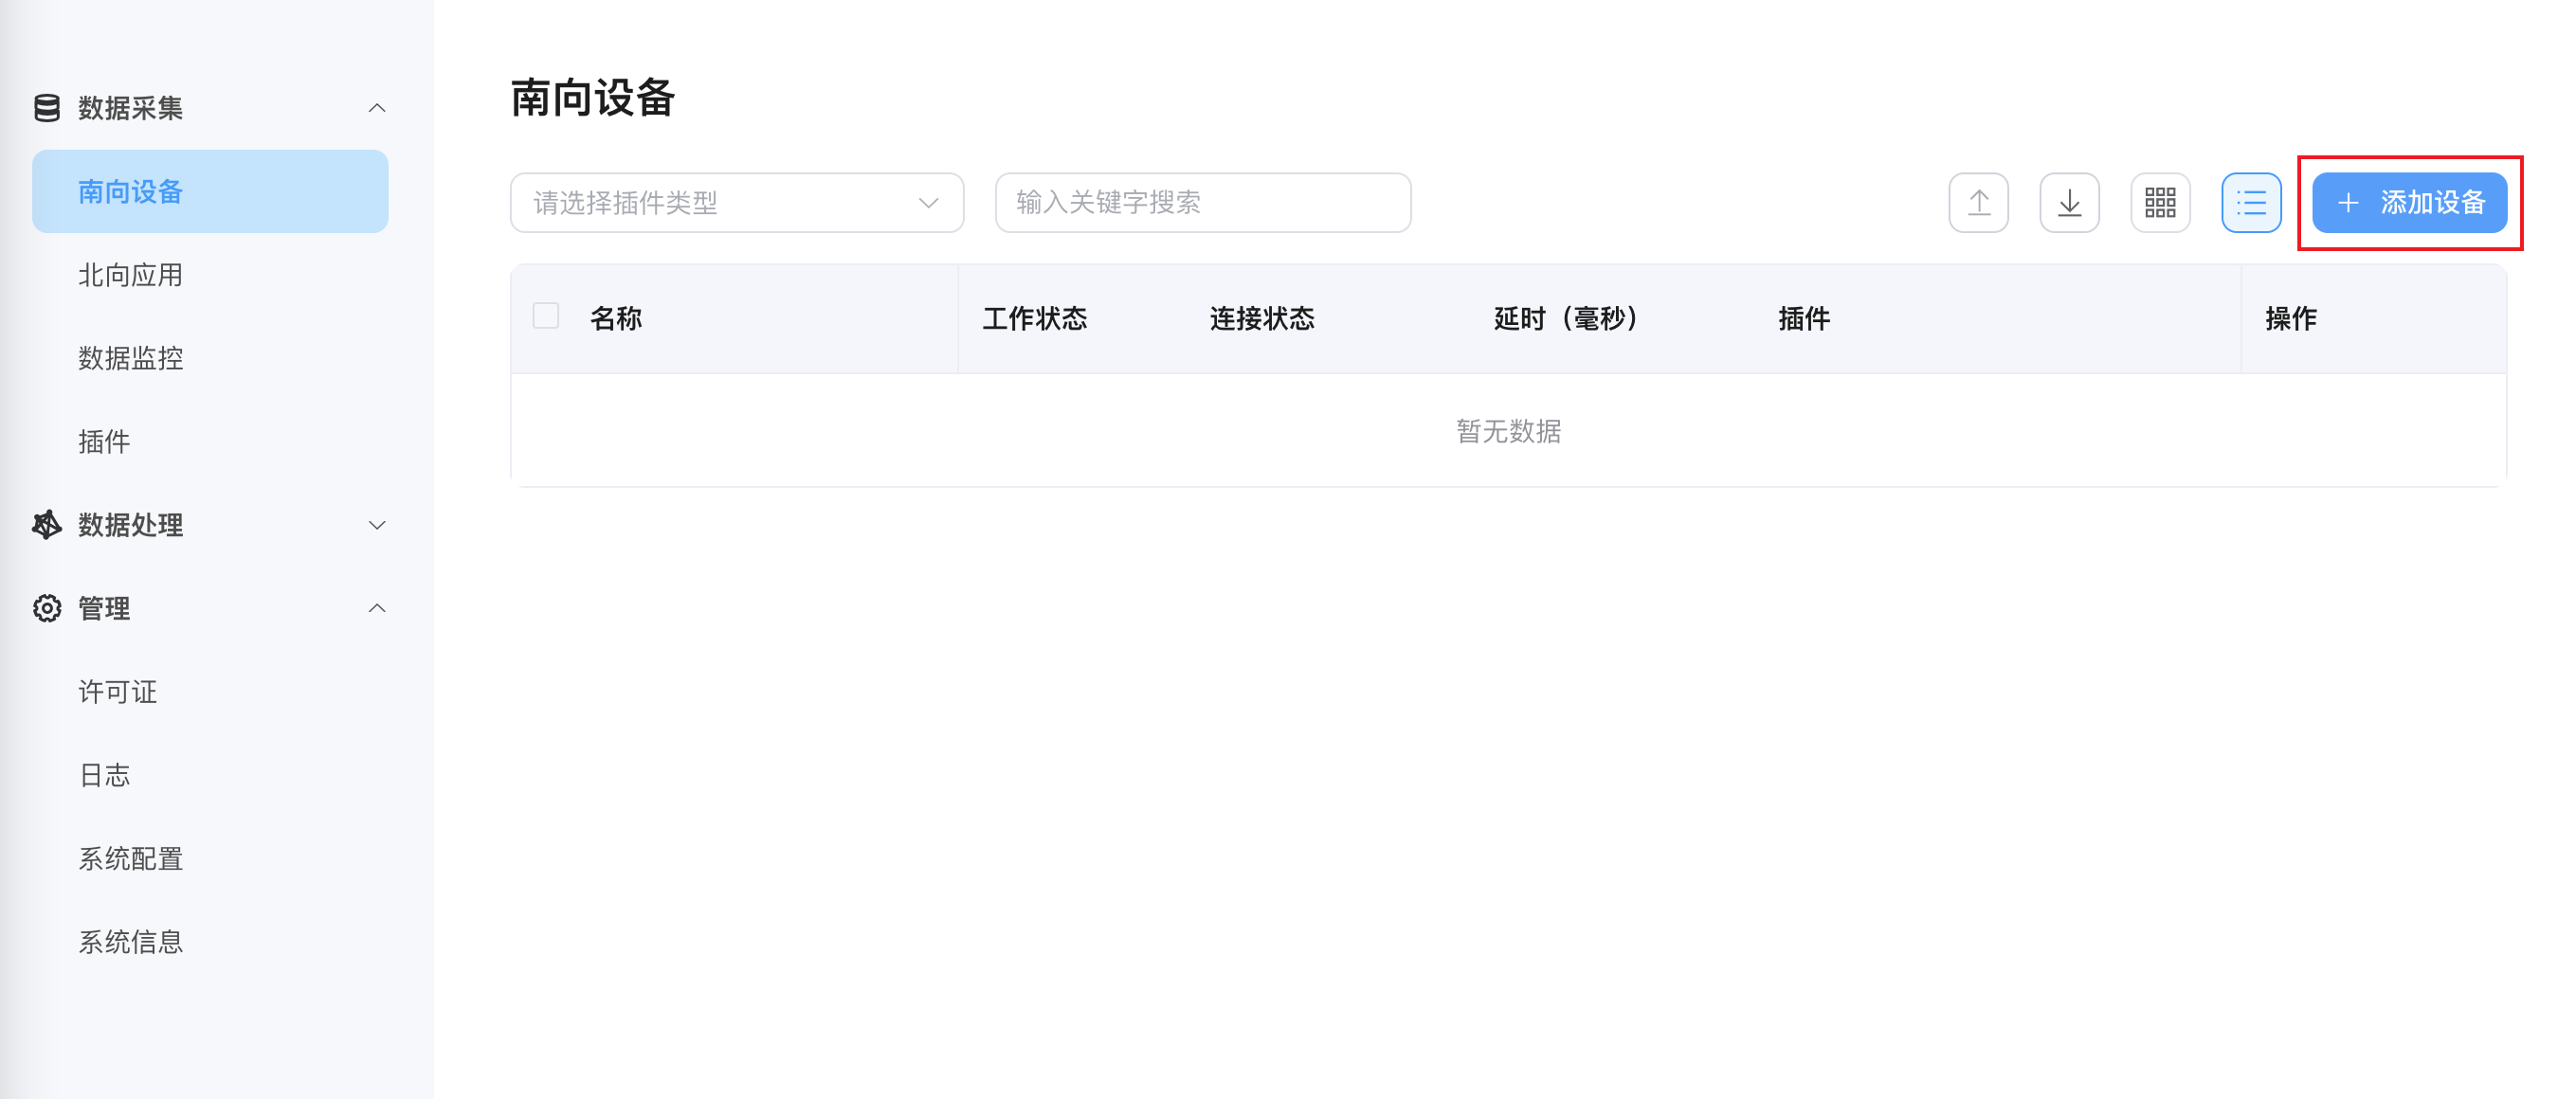 数据采集
南向设备
北向应用
数据监控
插件
数据处理
管理
许可证
日志
系统配置
系统信息
南向设备
请选择插件类型
输入关键字搜索
添加设备
名称 工作状态 连接状态 延时（毫秒） 插件 操作
暂无数据